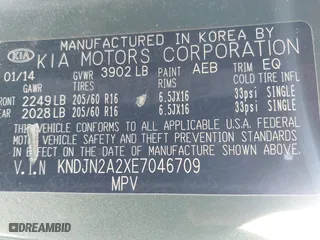 MANUFACTURED IN KOREA BY
KIA KIA MOTORS CORPORATION
01/14 GVWR 3902 LB PAINT AEB TRIM EQ
GAWR TIRES RIMS COLD TIRE INFL
FRONT 2249 LB 205/60 R16 6.5JX16 33psi SINGLE
REAR 2028 LB 205/60 R16 6.5JX16 33psi SINGLE
THIS VEHICLE CONFORMS TO ALL APPLICABLE
FEDERAL MOTOR VEHICLE SAFETY, BUMPER, AND
THEFT PREVENTION STANDARDS IN EFFECT ON
THE DATE OF MANUFACTURE SHOWN ABOVE.
V.I.N KNDJN2A2XE7046709
MPV